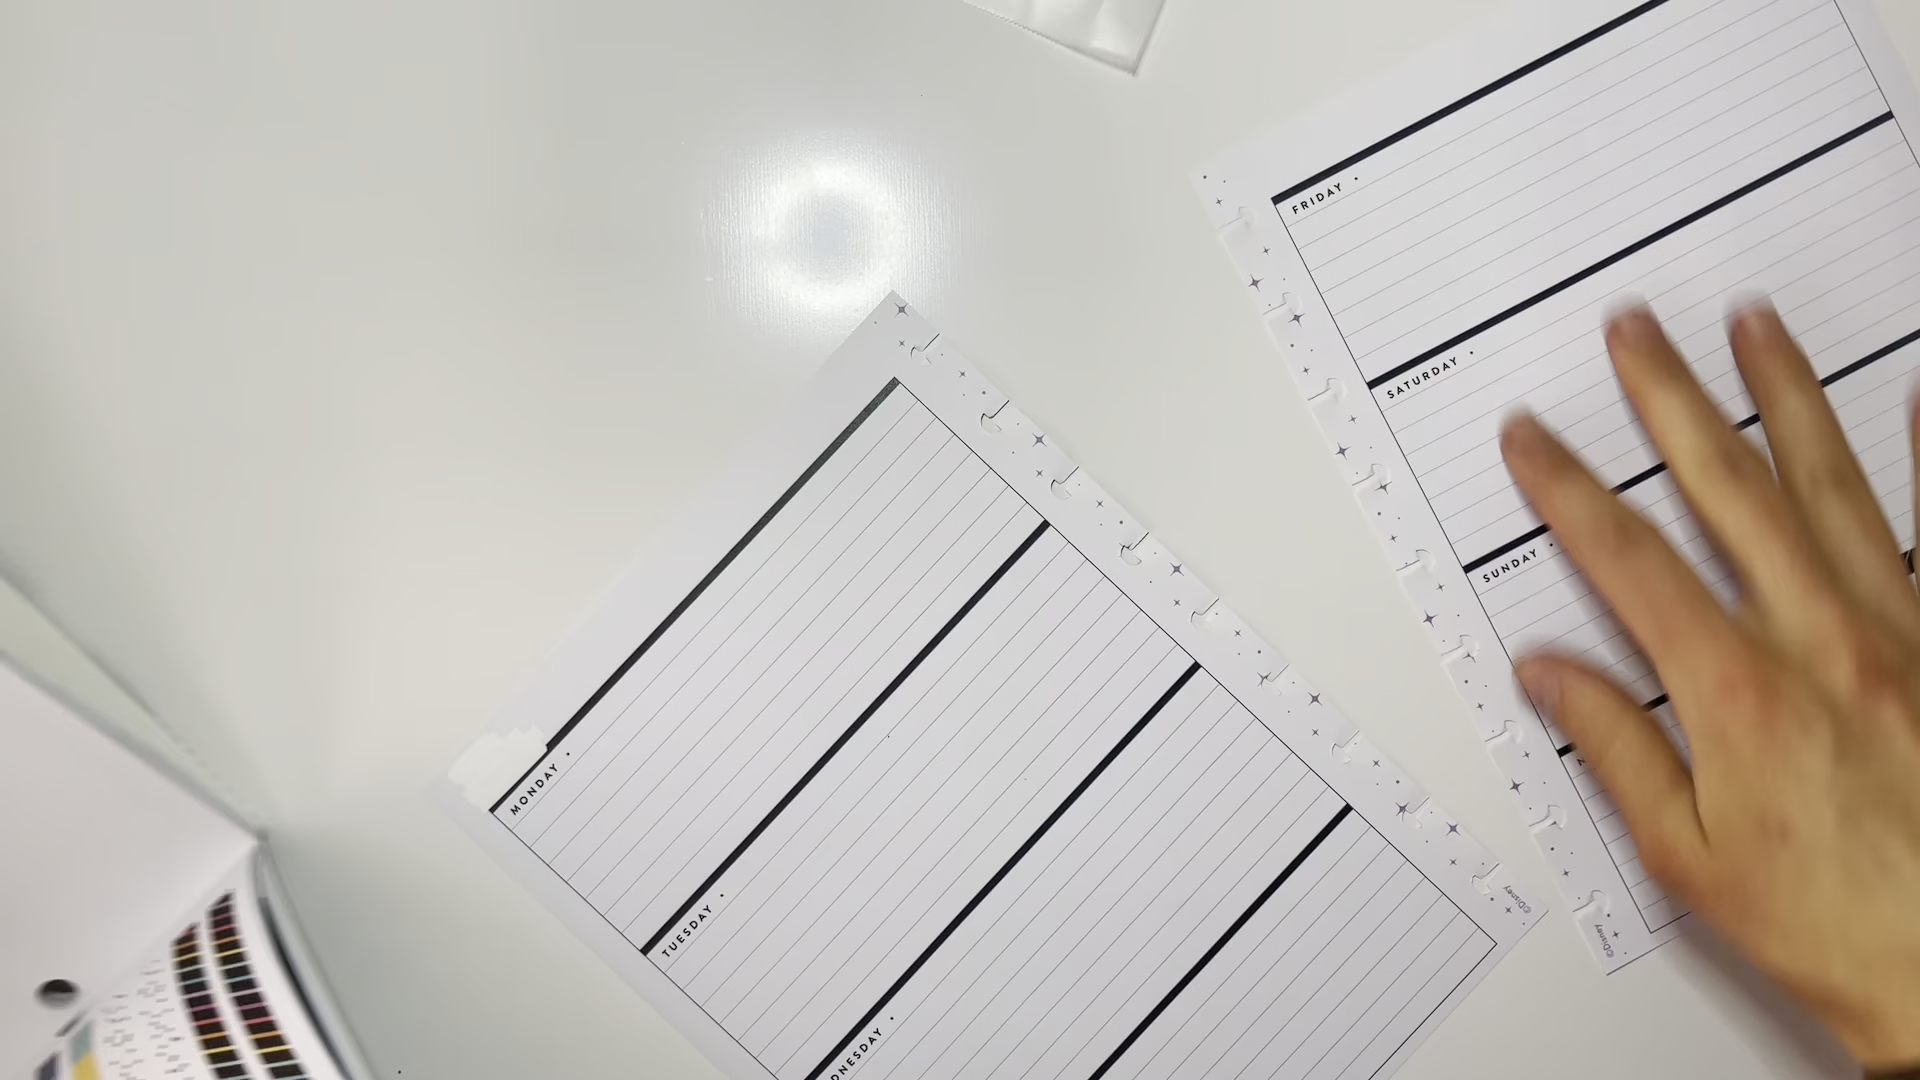 MONDAY •
TUESDAY •
©Disney
FRIDAY •
SATURDAY •
SUNDAY •
©Disney